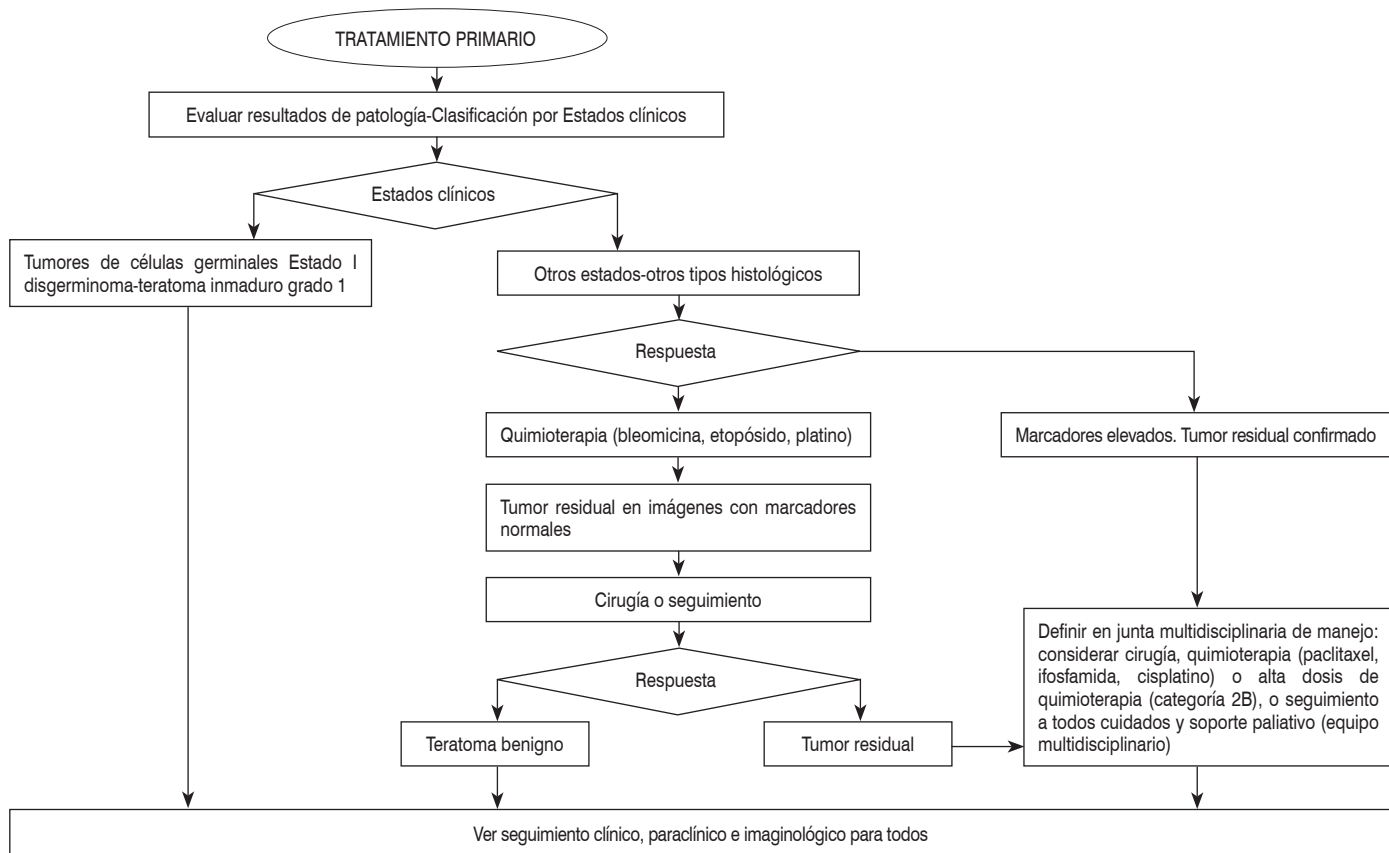 TRATAMIENTO PRIMARIO
Evaluar resultados de patología-Clasificación por Estados clínicos
Estados clínicos
Tumores de células germinales Estado I
disgerminoma-teratoma inmaduro grado 1
Otros estados-otros tipos histológicos
Respuesta
Quimioterapia (bleomicina, etopósido, platino)
Marcadores elevados. Tumor residual confirmado
Tumor residual en imágenes con marcadores
normales
Cirugía o seguimiento
Definir en junta multidisciplinaria de manejo:
considerar cirugía, quimioterapia (paclitaxel,
ifosfamida, cisplatino) o alta dosis de
quimioterapia (categoría 2B), o seguimiento
a todos cuidados y soporte paliativo (equipo
multidisciplinario)
Respuesta
Teratoma benigno
Tumor residual
Ver seguimiento clínico, paraclínico e imaginológico para todos